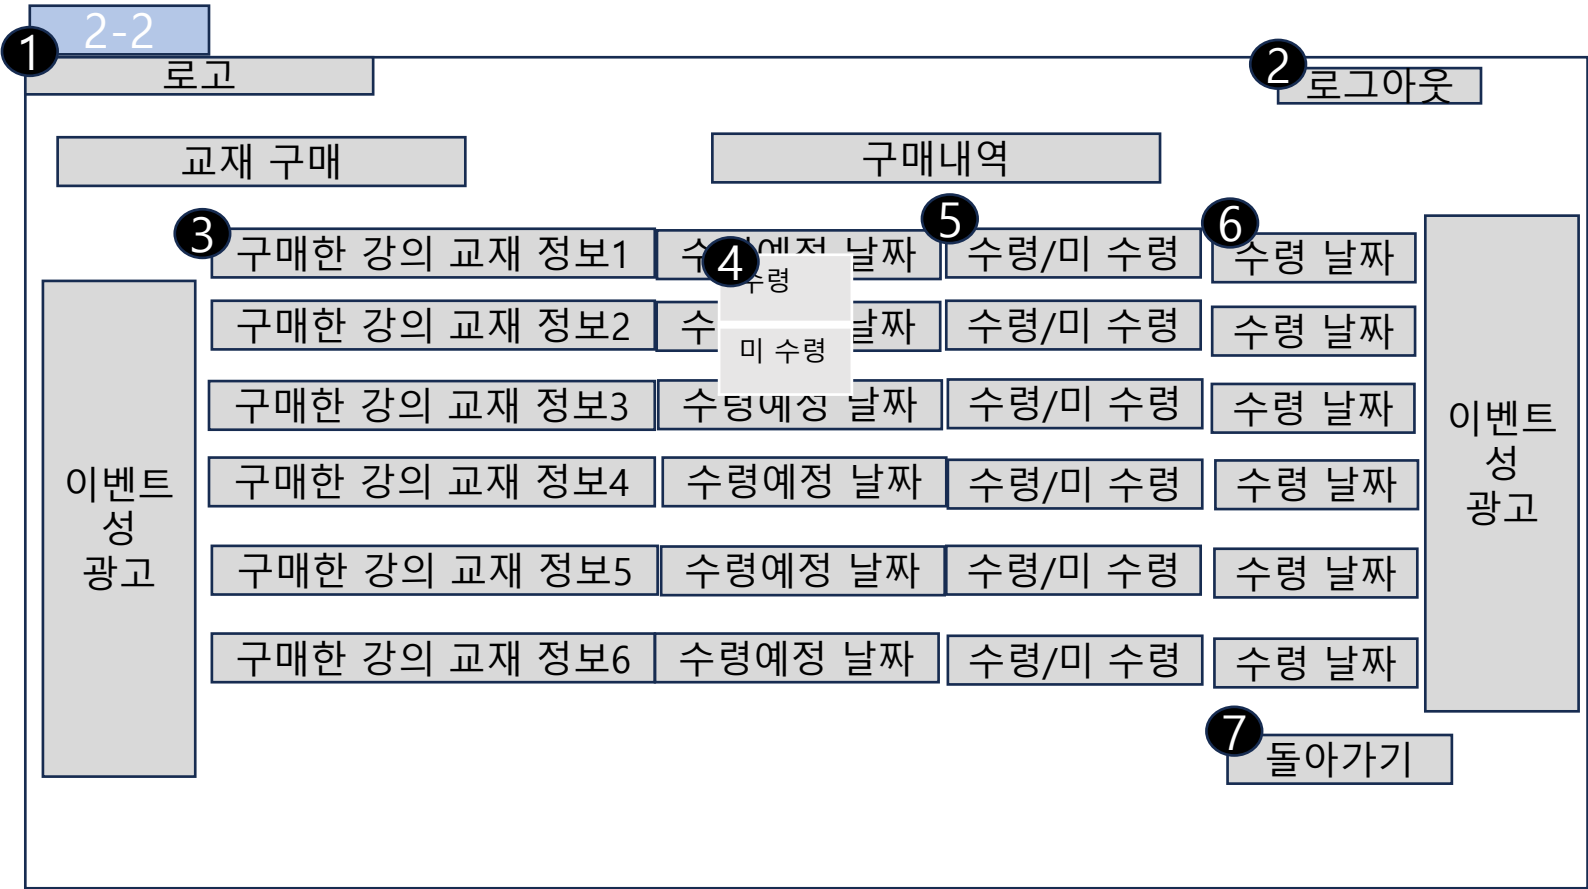 2-2
1
로고
2
로그아웃
교재 구매
구매내역
3
구매한 강의 교재 정보1
4
5
수령/미 수령
6
수령 날짜
수령
구매한 강의 교재 정보2
수령/미 수령
수령 날짜
미 수령
구매한 강의 교재 정보3
수령예정 날짜
수령/미 수령
수령 날짜
구매한 강의 교재 정보4
수령예정 날짜
수령/미 수령
수령 날짜
구매한 강의 교재 정보5
수령예정 날짜
수령/미 수령
수령 날짜
구매한 강의 교재 정보6
수령예정 날짜
수령/미 수령
수령 날짜
이벤트
성
광고
이벤트
성
광고
7
돌아가기